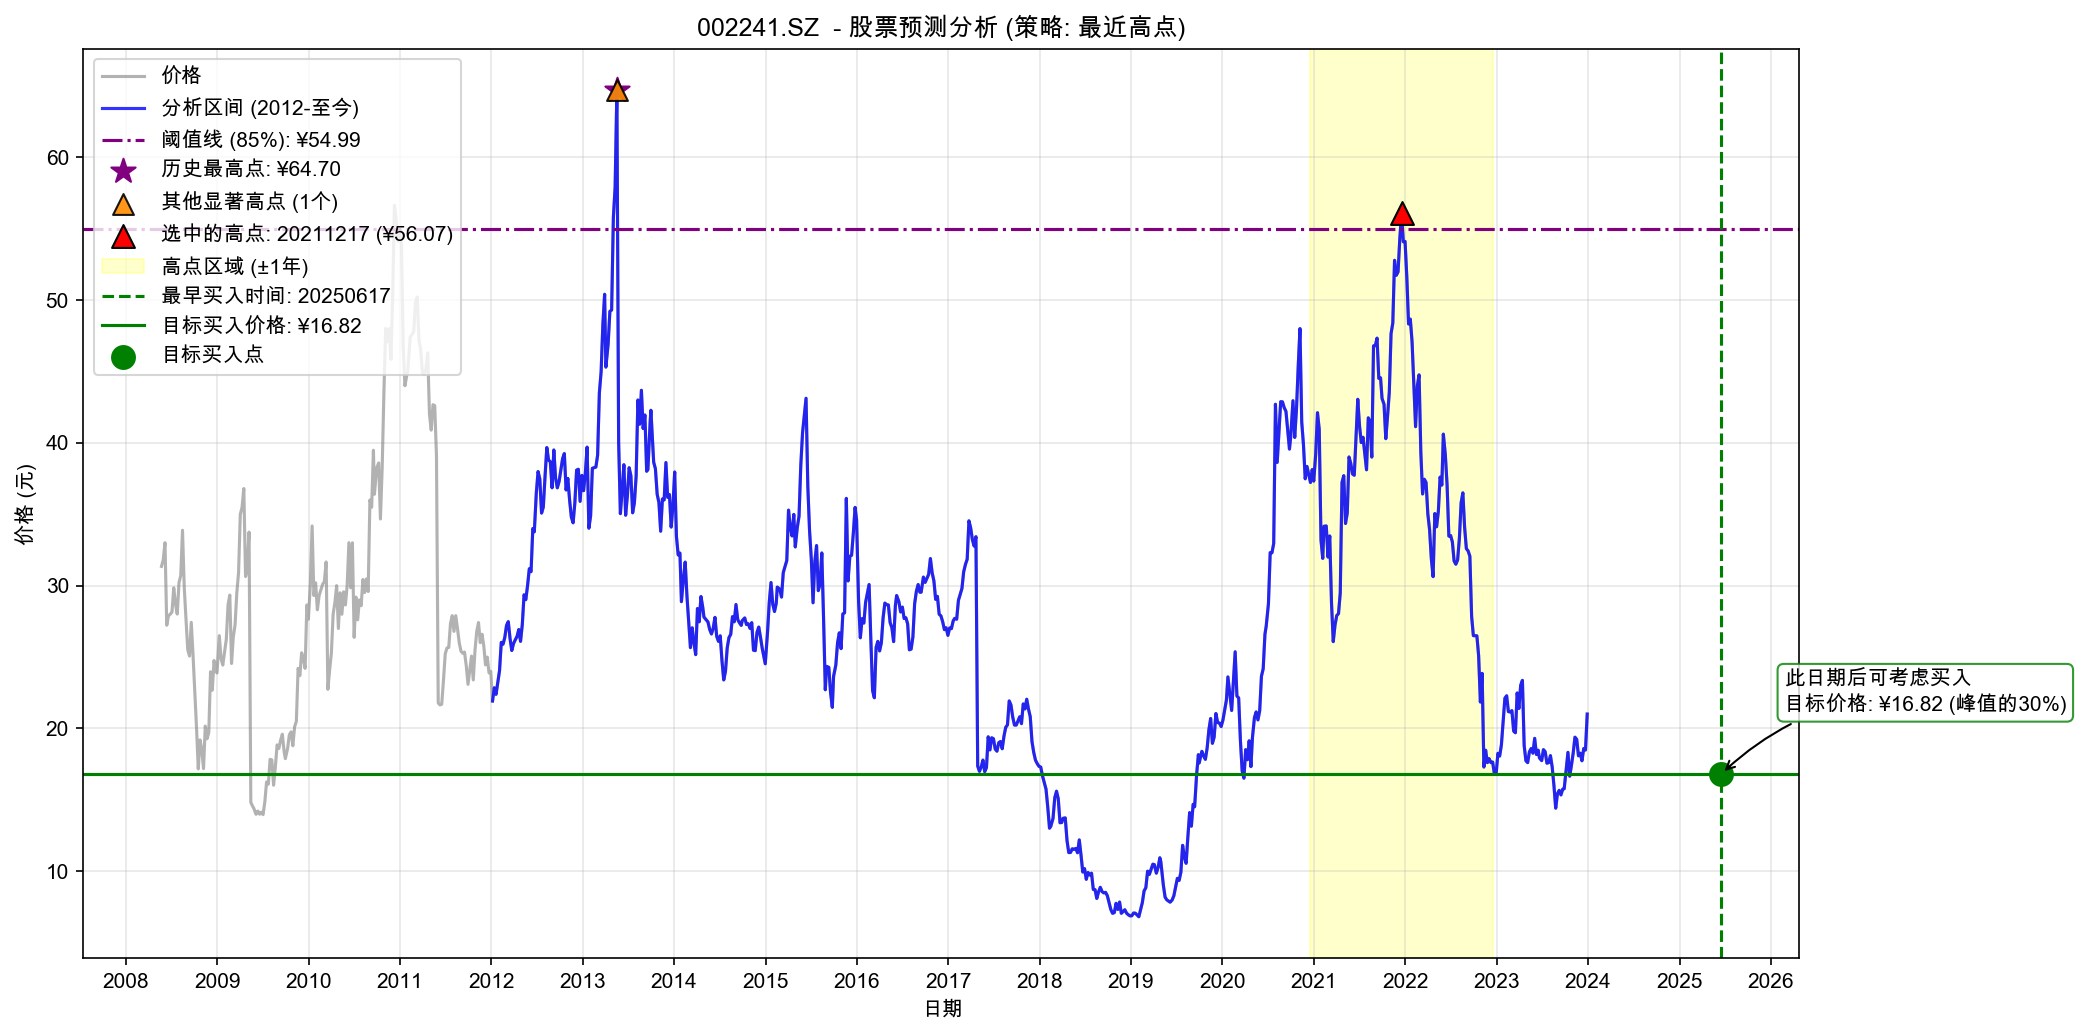 002241.SZ - 股票预测分析 (策略: 最近高点)
价格
分析区间 (2012-至今)
阈值线 (85%): ¥54.99
历史最高点: ¥64.70
其他显著高点 (1个)
选中的高点: 20211217 (¥56.07)
高点区域 (±1年)
最早买入时间: 20250617
目标买入价格: ¥16.82
目标买入点
价格 (元)
60
50
40
30
20
10
此日期后可考虑买入
目标价格: ¥16.82 (峰值的30%)
2008 2009 2010 2011 2012 2013 2014 2015 2016 2017 2018 2019 2020 2021 2022 2023 2024 2025 2026
日期